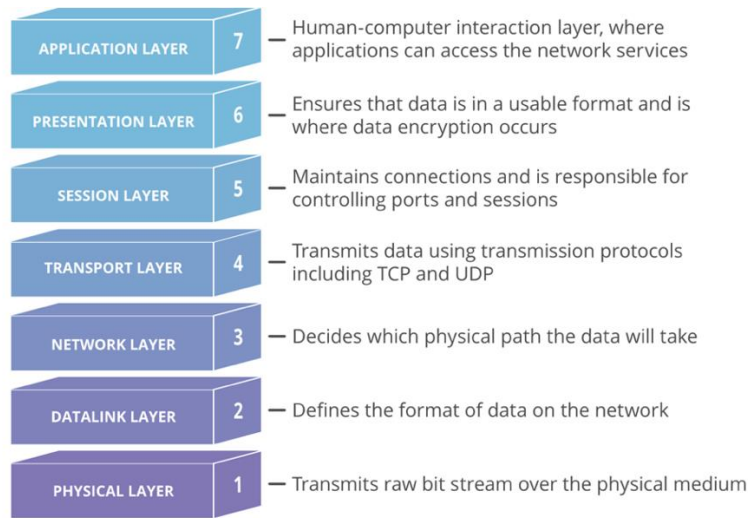 APPLICATION LAYER 7 — Human-computer interaction layer, where
applications can access the network services
PRESENTATION LAYER 6 — Ensures that data is in a usable format and is
where data encryption occurs
SESSION LAYER 5 — Maintains connections and is responsible for
controlling ports and sessions
TRANSPORT LAYER 4 — Transmits data using transmission protocols
including TCP and UDP
NETWORK LAYER 3 — Decides which physical path the data will take
DATALINK LAYER 2 — Defines the format of data on the network
PHYSICAL LAYER 1 — Transmits raw bit stream over the physical medium